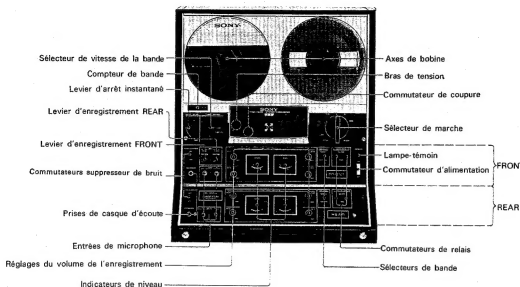 SONY
Sélecteur de vitesse de la bande
Compteur de bande
Levier d'arrêt instantané
Levier d'enregistrement REAR
Levier d'enregistrement FRONT
Commutateurs suppresseur de bruit
Prises de casque d'écoute
Entrées de microphone
Réglages du volume de l'enregistrement
Indicateurs de niveau
SONY
Axes de bobine
Bras de tension
Commutateur de coupure
Sélecteur de marche
Lampe-témoin
Commutateur d'alimentation
FRONT
REAR
Commutateurs de relais
Sélecteurs de bande